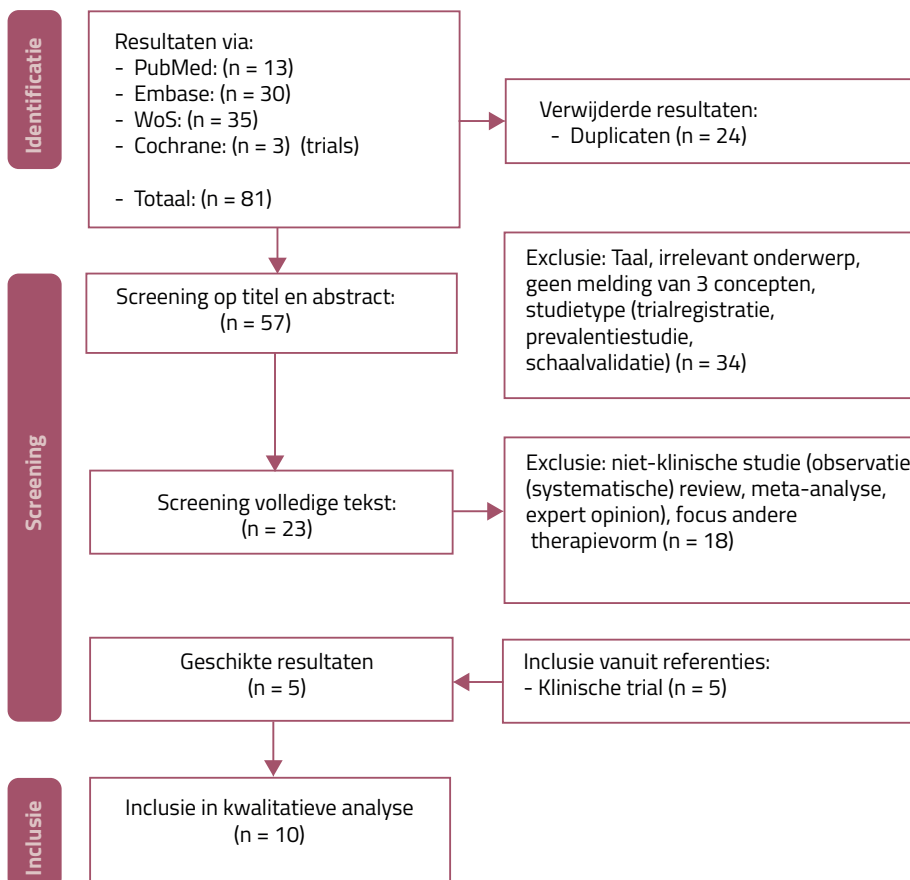 Identificatie
Resultaten via:
- PubMed: (n = 13)
- Embase: (n = 30)
- WoS: (n = 35)
- Cochrane: (n = 3) (trials)
- Totaal: (n = 81)
Verwijderde resultaten:
- Duplicaten (n = 24)
Screening
Screening op titel en abstract:
(n = 57)
Exclusie: Taal, irrelevant onderwerp,
geen melding van 3 concepten,
studietype (trialregistratie,
prevalentiestudie,
schaalvalidatie) (n = 34)
Screening volledige tekst:
(n = 23)
Exclusie: niet-klinische studie (observatie
(systematische) review, meta-analyse,
expert opinion), focus andere
therapievorm (n = 18)
Geschikte resultaten
(n = 5)
Inclusie vanuit referenties:
- Klinische trial (n = 5)
Inclusie
Inclusie in kwalitatieve analyse
(n = 10)